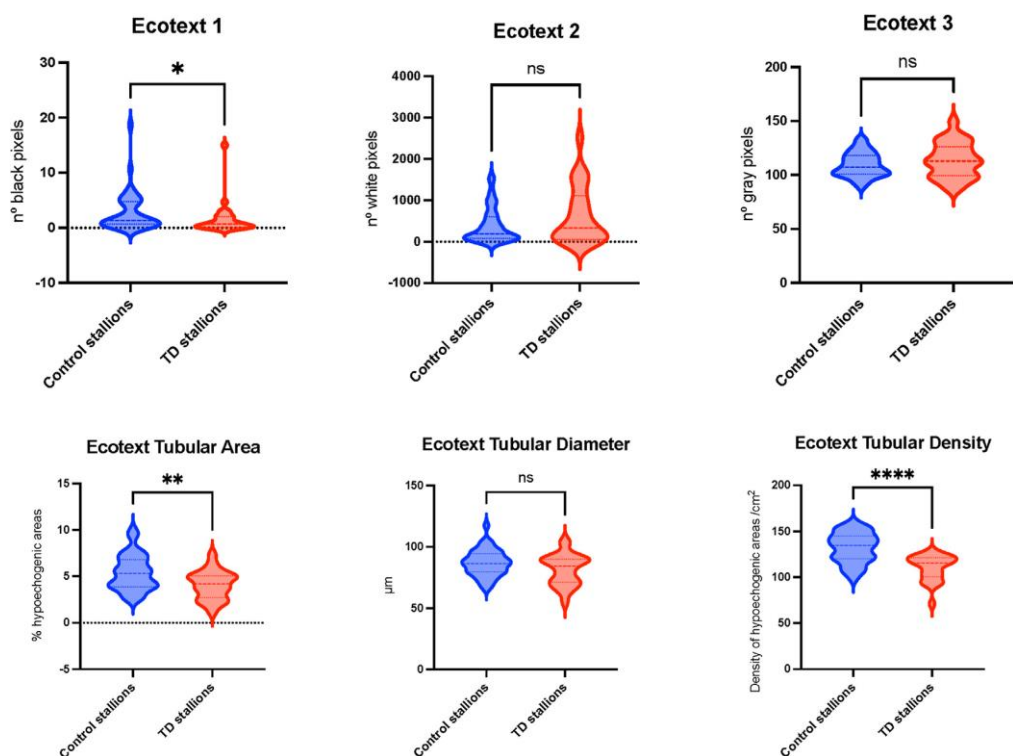 Ecotext 1
30
20
10
0
-10
nº black pixels
*
Control stallions
TD stallions
Ecotext 2
4000
3000
2000
1000
0
-1000
nº white pixels
ns
Control stallions
TD stallions
Ecotext 3
200
150
100
50
0
nº gray pixels
ns
Control stallions
TD stallions
Ecotext Tubular Area
15
10
5
0
-5
% hypoechogenic areas
**
Control stallions
TD stallions
Ecotext Tubular Diameter
150
100
50
0
µm
ns
Control stallions
TD stallions
Ecotext Tubular Density
200
150
100
50
0
Density of hypoechogenic areas /cm²
****
Control stallions
TD stallions